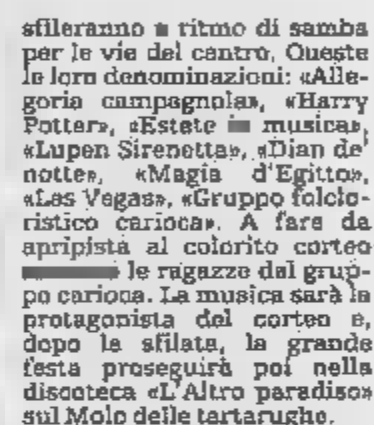 sfileranno a ritmo di samba
per le vie del centro. Queste
le loro denominazioni: «Alle-
goria campagnola», «Harry
Potter», «Estate musica»,
«Lupen Sirenetta», «Djan de
notte», «Magia d'Egitto»,
«Las Vegas», «Gruppo folclo-
ristico carioca». A fare da
apripista al colorito corteo
le ragazze dal grup-
po carioca. La musica sarà la
protagonista del corteo e,
dopo la sfilata, la grande
festa proseguirà poi nella
discoteca «L'Altro paradiso»
sul Molo delle tartarughe.